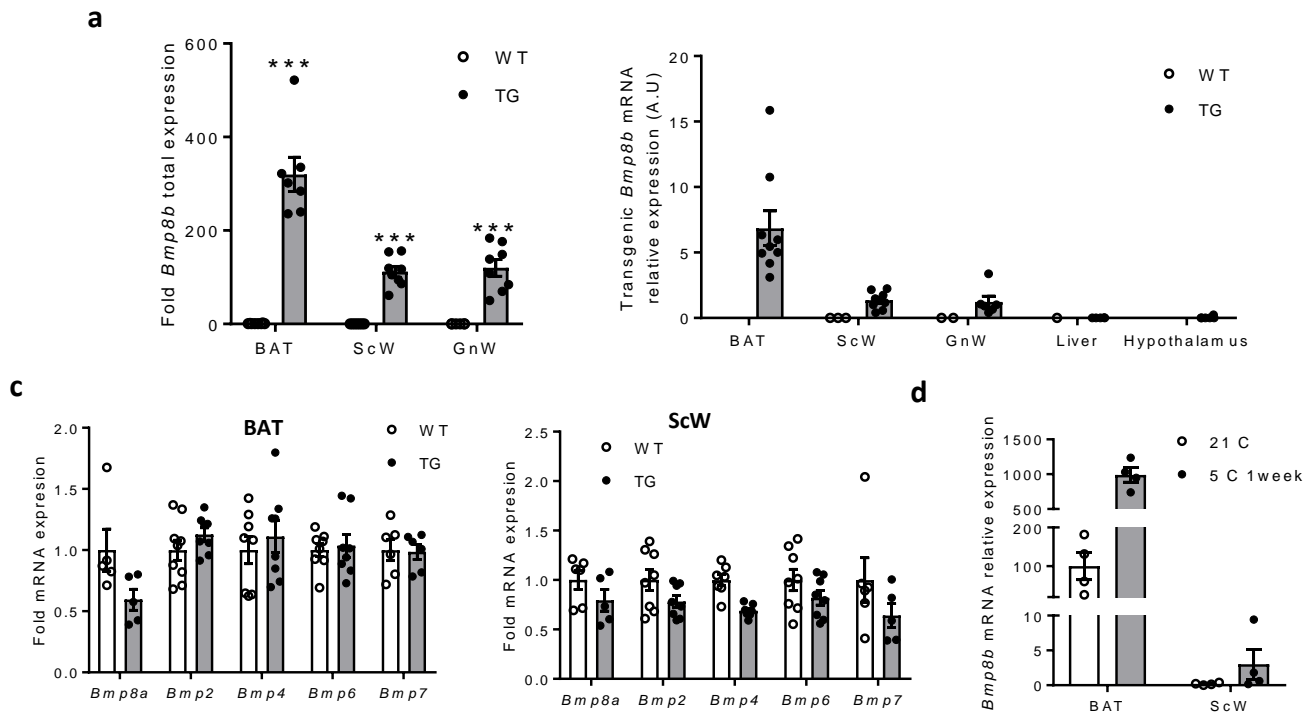 a
Fold Bmp8b total expression
600
400
200
0
***
***
***
WT
TG
BAT
ScW
GnW
Transgenic Bmp8b mRNA
relative expression (A.U)
20
15
10
5
0
WT
TG
BAT
ScW
GnW
Liver
Hypothalamus
c
BAT
Fold mRNA expression
2.0
1.5
1.0
0.5
0.0
WT
TG
Bmp8a
Bmp2
Bmp4
Bmp6
Bmp7
ScW
Fold mRNA expression
2.5
2.0
1.5
1.0
0.5
0.0
WT
TG
Bmp8a
Bmp2
Bmp4
Bmp6
Bmp7
d
Bmp8b mRNA relative expression
1500
1000
500
200
100
10
5
0
21 C
5 C 1week
BAT
ScW